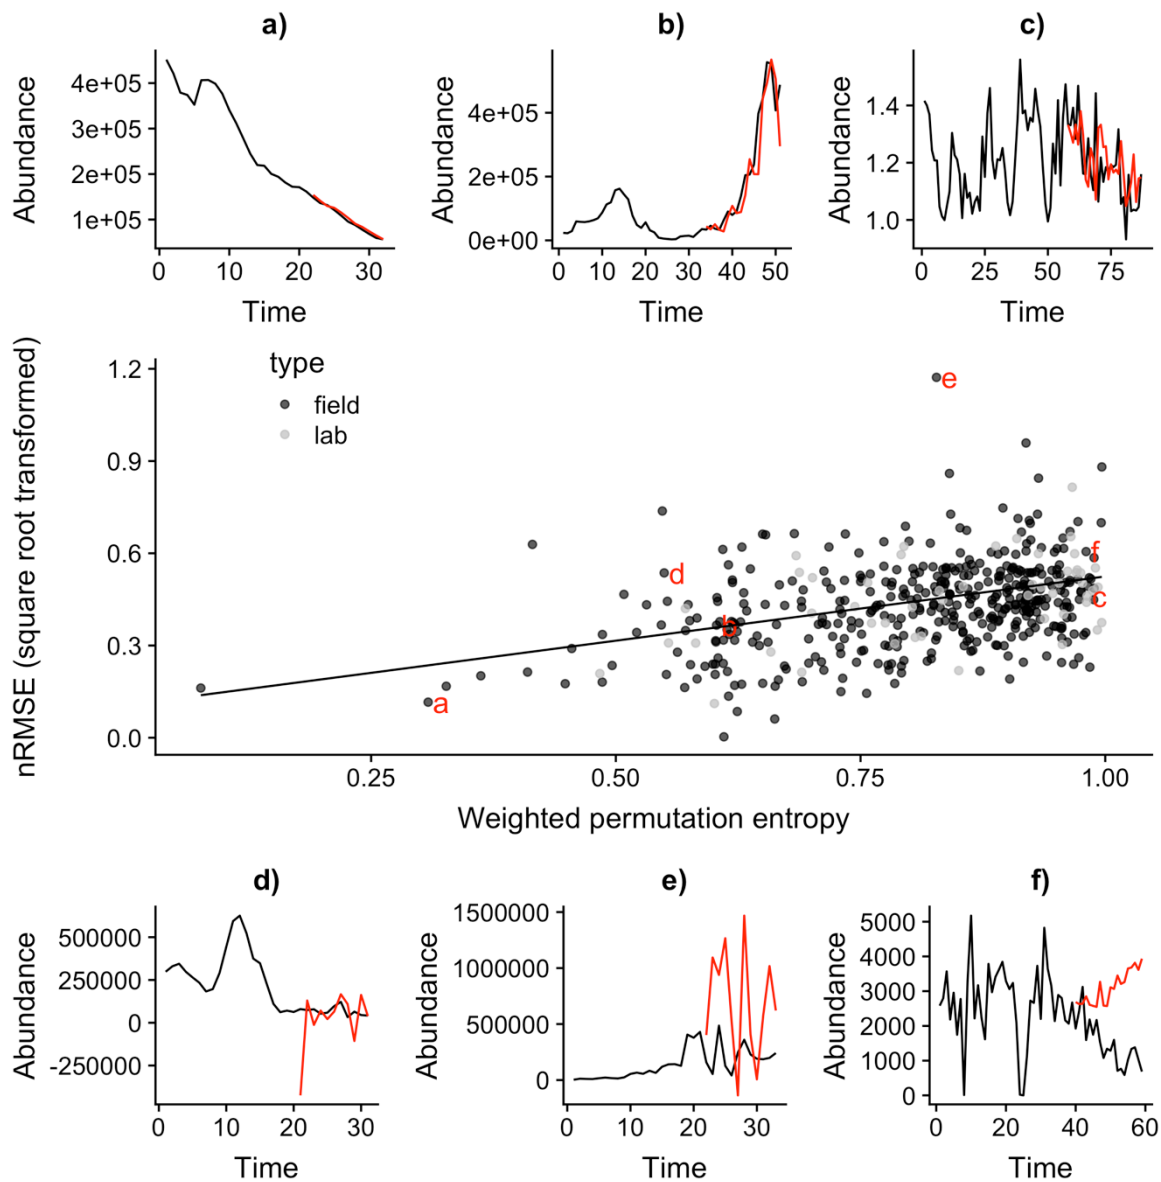 a)
Abundance
4e+05
3e+05
2e+05
1e+05
0 10 20 30
Time
b)
Abundance
4e+05
2e+05
0e+00
0 10 20 30 40 50
Time
c)
Abundance
1.4
1.2
1.0
0 25 50 75
Time
nRMSE (square root transformed)
1.2
0.9
0.6
0.3
0.0
type
field
lab
e
d
f
c
b
a
0.25 0.50 0.75 1.00
Weighted permutation entropy
d)
Abundance
500000
250000
0
-250000
0 10 20 30
Time
e)
Abundance
1500000
1000000
500000
0
0 10 20 30
Time
f)
Abundance
5000
4000
3000
2000
1000
0
0 20 40 60
Time